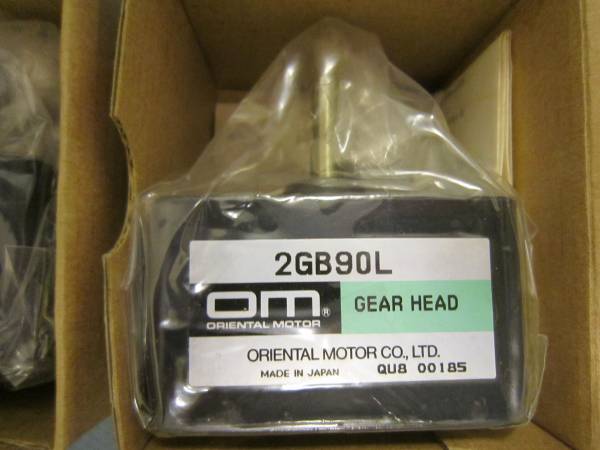 2GB90L
om®
ORIENTAL MOTOR
GEAR HEAD
ORIENTAL MOTOR CO., LTD.
MADE IN JAPAN QU8 00185